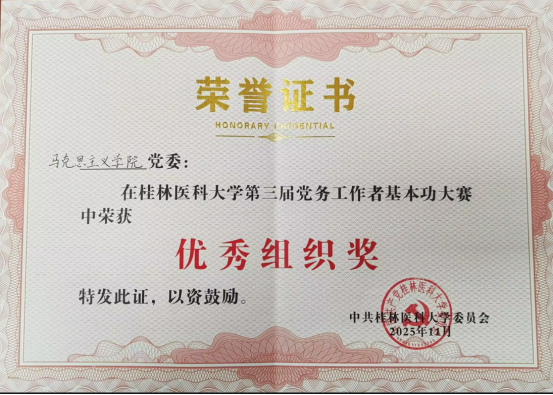 荣誉证书
HONORARY CREDENTIAL
马克思主义学院党委：
在桂林医科大学第三届党务工作者基本功大赛
中荣获
优秀组织奖
特发此证，以资鼓励。
中共桂林医科大学委员会
2025年11月